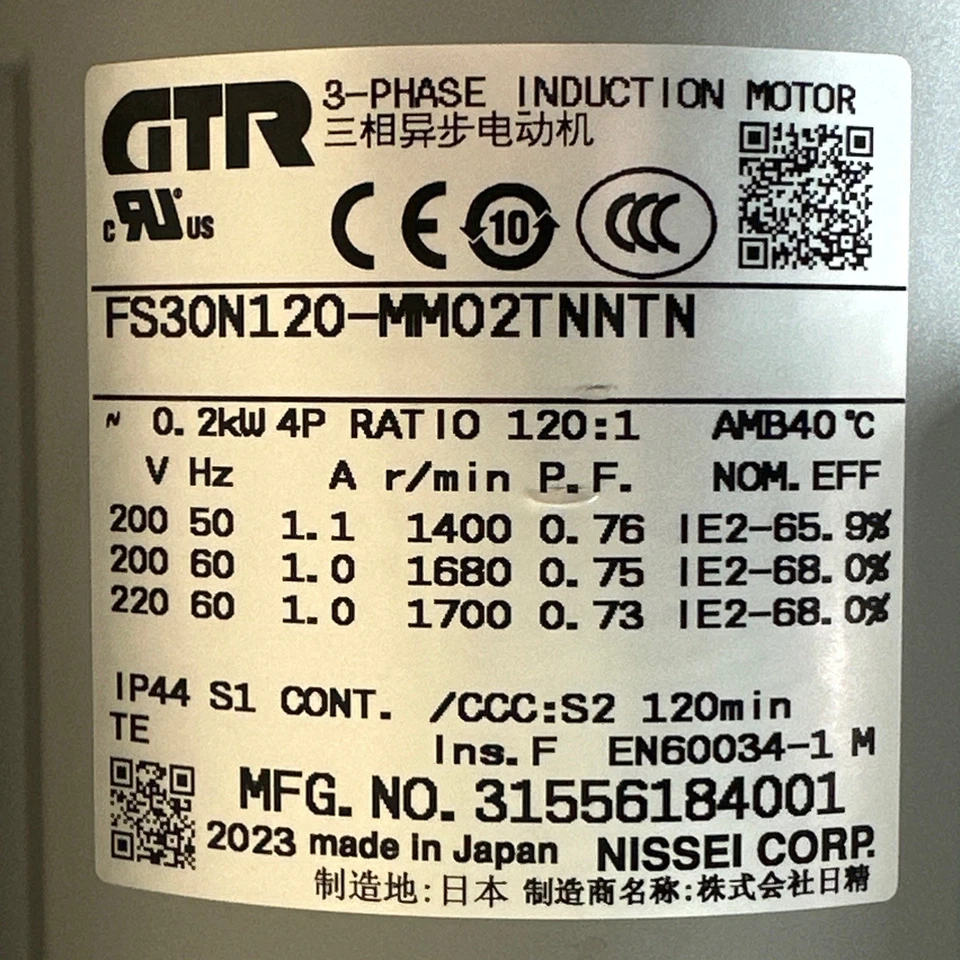 GTR 3-PHASE INDUCTION MOTOR
三相异步电动机
c RU ® US CE 10 CCC
FS30N120-MM02TNNTN
~ 0.2kW 4P RATIO 120:1 AMB40℃
V Hz A r/min P.F. NOM.EFF
200 50 1.1 1400 0.76 IE2-65.9%
200 60 1.0 1680 0.75 IE2-68.0%
220 60 1.0 1700 0.73 IE2-68.0%
IP44 S1 CONT. /CCC:S2 120min
TE Ins.F EN60034-1 M
MFG. NO. 31556184001
2023 made in Japan NISSEI CORP.
制造地:日本 制造商名称:株式会社日精